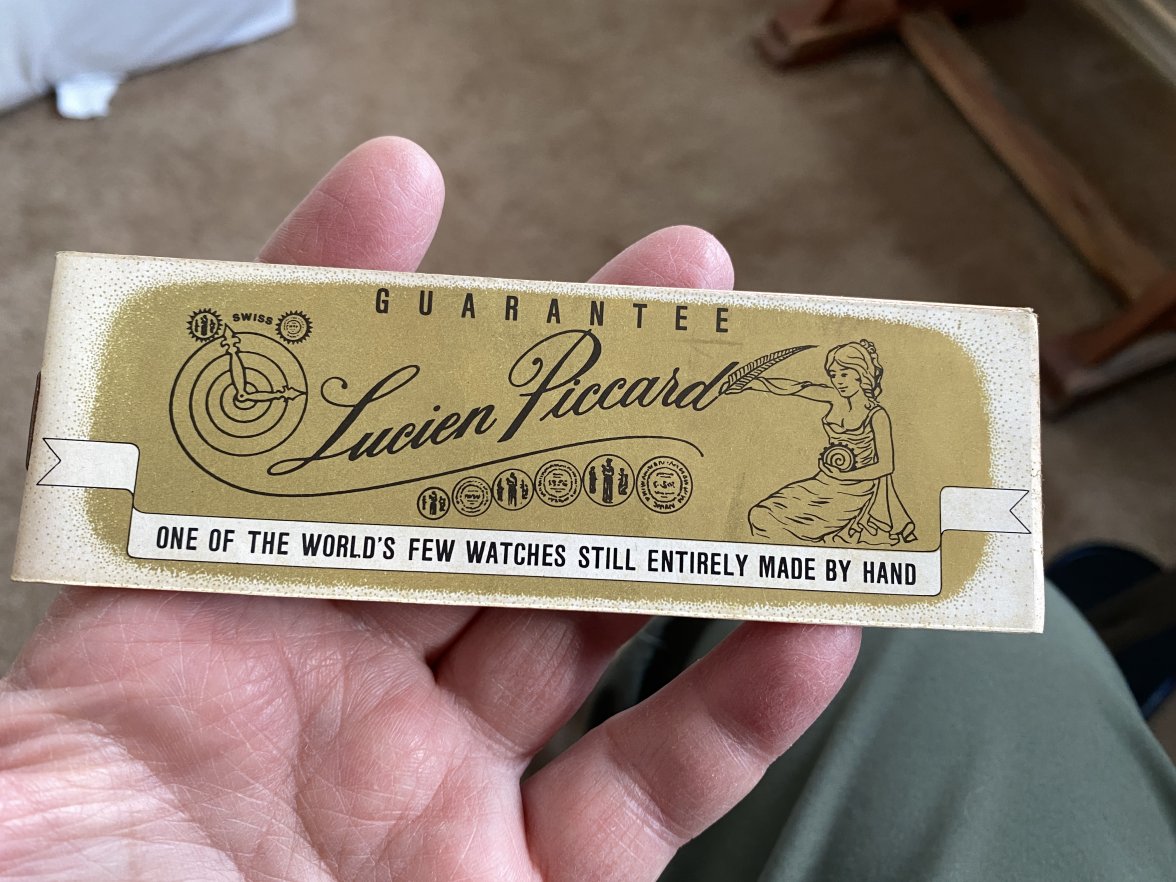 GUARANTEE
SWISS
Lucien Piccard
ONE OF THE WORLD'S FEW WATCHES STILL ENTIRELY MADE BY HAND